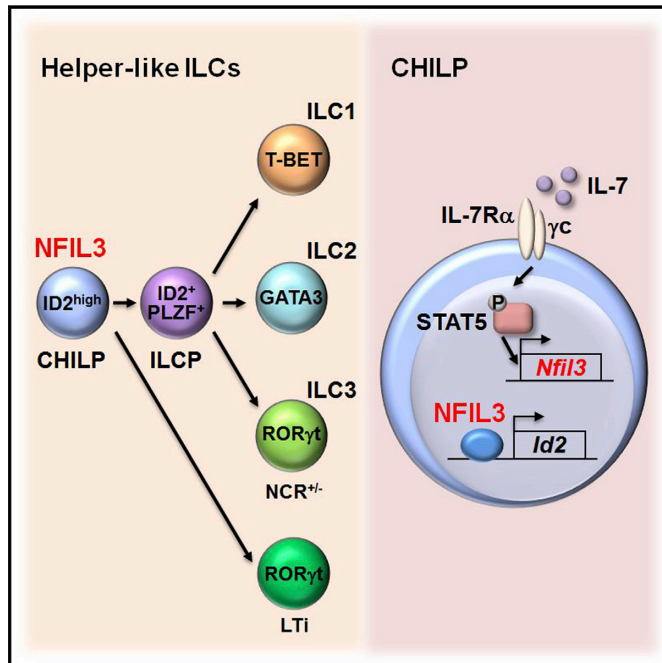 Helper-like ILCs
ILC1
T-BET
NFIL3
ID2high
CHILP
ID2+
PLZF+
ILCP
ILC2
GATA3
ILC3
RORγt
NCR+/-
RORγt
LTi
CHILP
IL-7
IL-7Rα
γc
P
STAT5
Nfil3
NFIL3
Id2